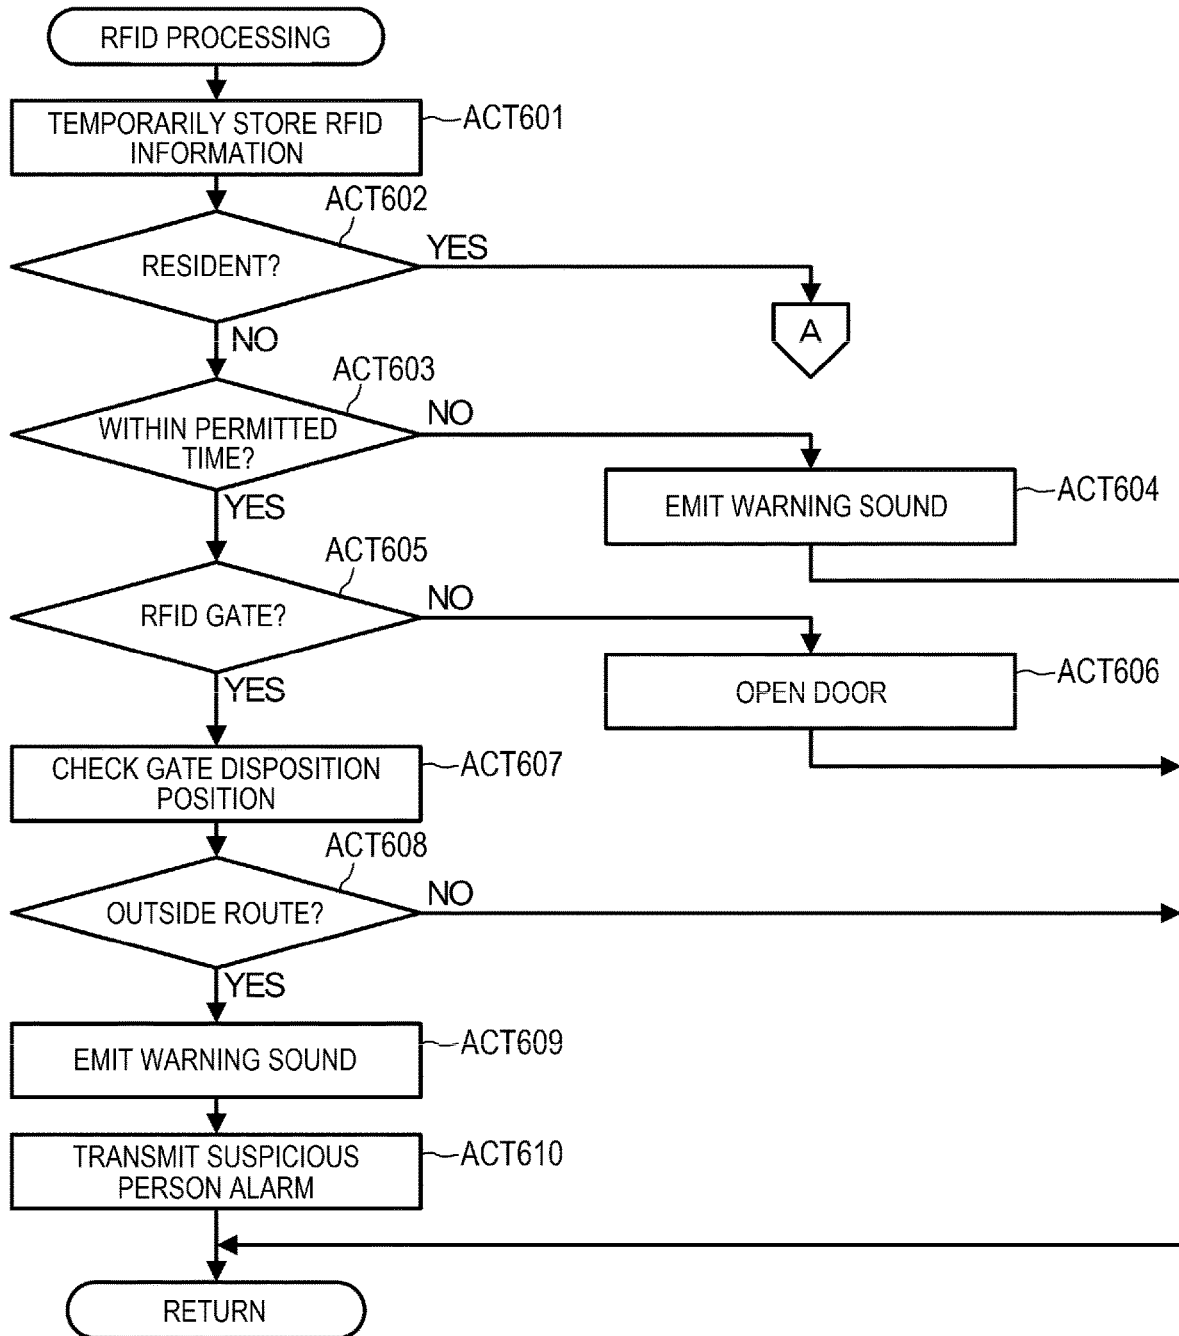 RFID PROCESSING
TEMPORARILY STORE RFID
INFORMATION
ACT601
ACT602
RESIDENT?
YES
A
NO
ACT603
WITHIN PERMITTED
TIME?
NO
EMIT WARNING SOUND
ACT604
YES
ACT605
RFID GATE?
NO
OPEN DOOR
ACT606
YES
CHECK GATE DISPOSITION
POSITION
ACT607
ACT608
OUTSIDE ROUTE?
NO
YES
EMIT WARNING SOUND
ACT609
TRANSMIT SUSPICIOUS
PERSON ALARM
ACT610
RETURN